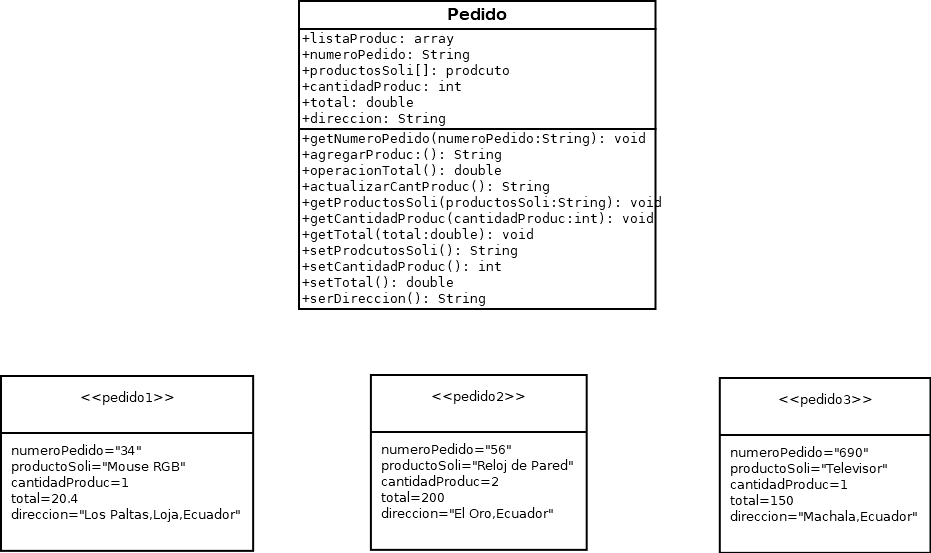 Pedido
+listaProduc: array
+numeroPedido: String
+productosSoli[]: prodcuto
+cantidadProduc: int
+total: double
+direccion: String
+getNumeroPedido(numeroPedido:String): void
+agregarProduc:(): String
+operacionTotal(): double
+actualizarCantProduc(): String
+getProductosSoli(productosSoli:String): void
+getCantidadProduc(cantidadProduc:int): void
+getTotal(total:double): void
+setProdcutosSoli(): String
+setCantidadProduc(): int
+setTotal(): double
+serDireccion(): String
<<pedido1>>
numeroPedido="34"
productoSoli="Mouse RGB"
cantidadProduc=1
total=20.4
direccion="Los Paltas,Loja,Ecuador"
<<pedido2>>
numeroPedido="56"
productoSoli="Reloj de Pared"
cantidadProduc=2
total=200
direccion="El Oro,Ecuador"
<<pedido3>>
numeroPedido="690"
productoSoli="Televisor"
cantidadProduc=1
total=150
direccion="Machala,Ecuador"